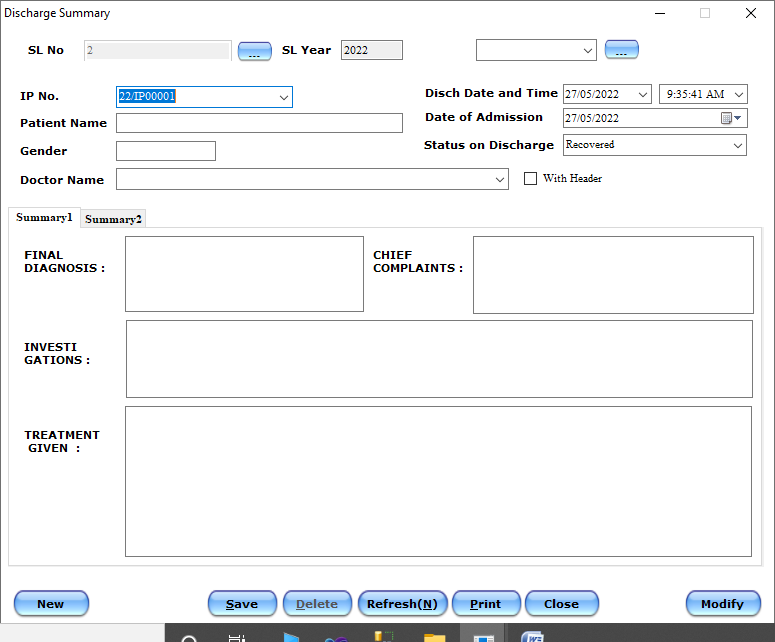 Discharge Summary
SL No 2 ... SL Year 2022 ...
IP No. 22/IP00001 Disch Date and Time 27/05/2022 9:35:41 AM
Patient Name Date of Admission 27/05/2022
Gender Status on Discharge Recovered
Doctor Name With Header
Summary1 Summary2
FINAL
DIAGNOSIS :
CHIEF
COMPLAINTS :
INVESTI
GATIONS :
TREATMENT
GIVEN :
New Save Delete Refresh(N) Print Close Modify